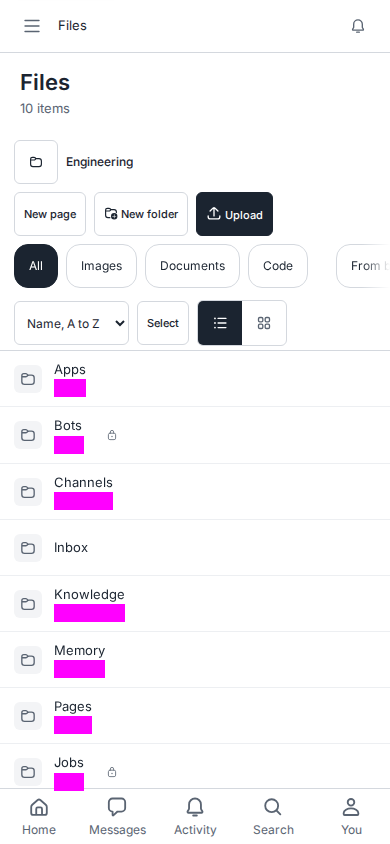 Files
Files
10 items
Engineering
New page
New folder
Upload
All
Images
Documents
Code
Name, A to Z
Select
Apps
Bots
Channels
Inbox
Knowledge
Memory
Pages
Jobs
Home
Messages
Activity
Search
You